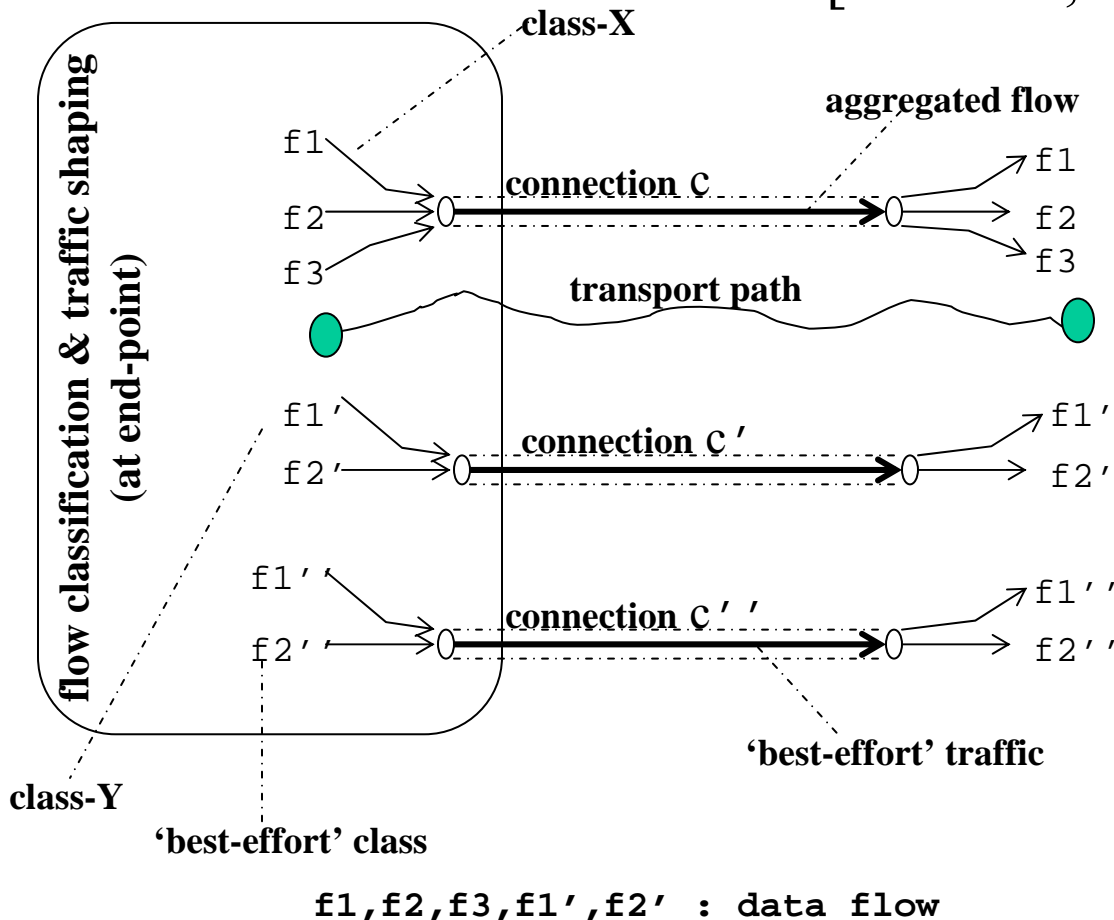 class-X
flow classification & traffic shaping
(at end-point)
aggregated flow
f1
f2
f3
connection C
f1
f2
f3
transport path
f1'
f2'
connection C'
f1'
f2'
f1''
f2''
connection C''
f1''
f2''
'best-effort' traffic
class-Y
'best-effort' class
f1,f2,f3,f1',f2' : data flow